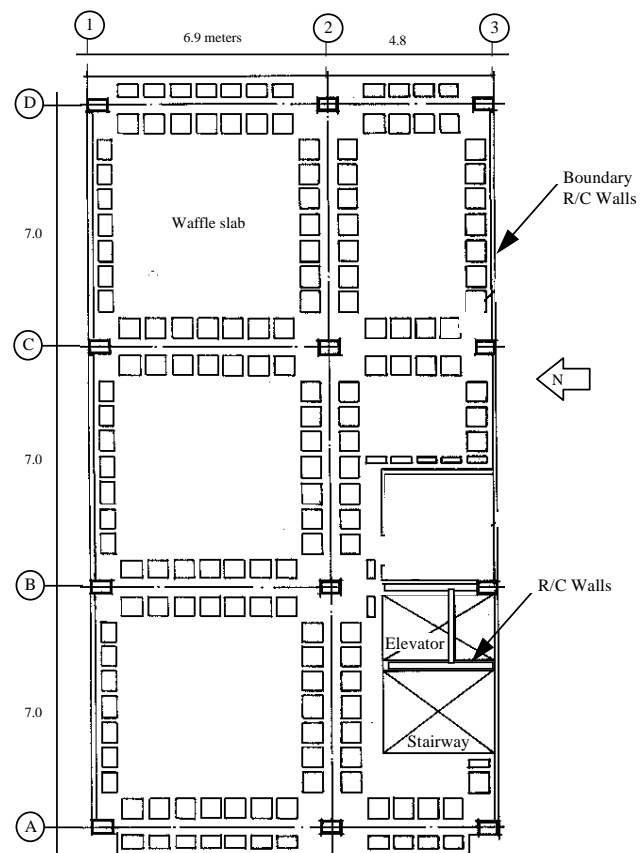 1
2
3
6.9 meters
4.8
D
Boundary
R/C Walls
Waffle slab
7.0
C
N
7.0
B
R/C Walls
Elevator
7.0
Stairway
A